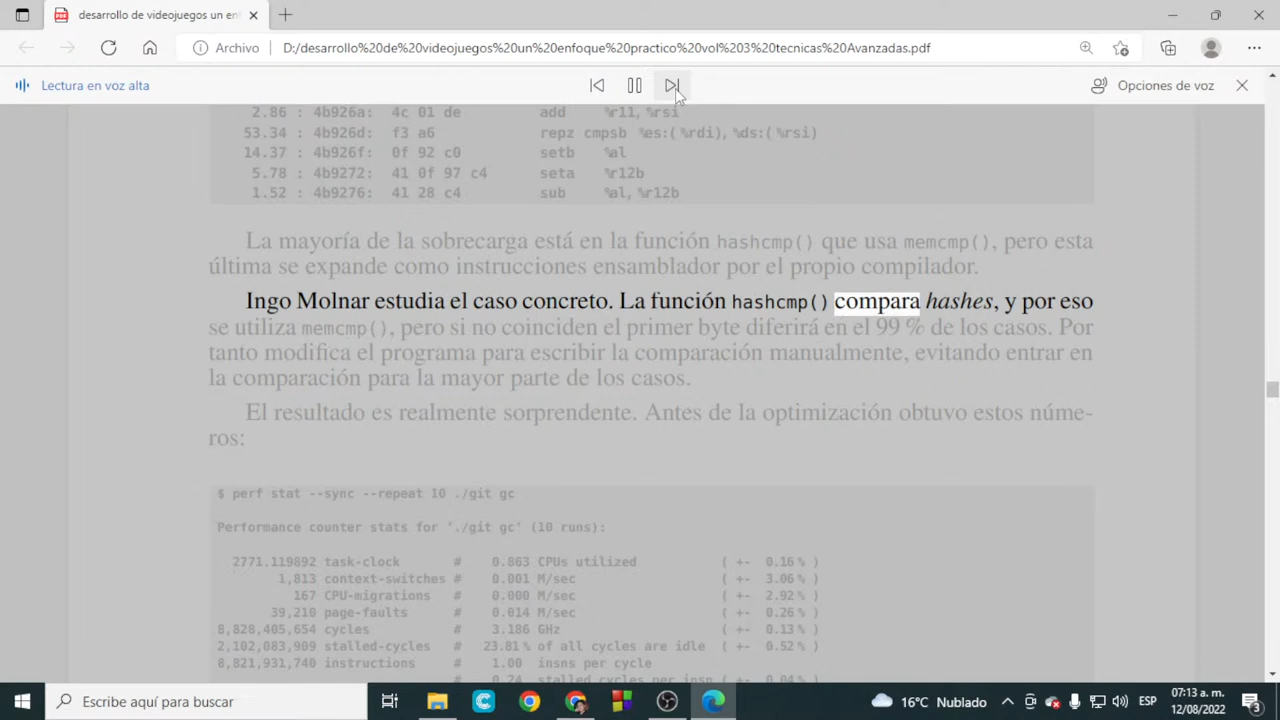 desarrollo de videojuegos un en
Archivo
D:/desarrollo%20de%20videojuegos%20un%20enfoque%20practico%20vol%203%20tecnicas%20Avanzadas.pdf
Lectura en voz alta
Opciones de voz
2.86 : 4b926a: 4c 01 de add %r11,%rsi
53.34 : 4b926d: f3 a6 repz cmpsb %es:(%rdi),%ds:(%rsi)
14.37 : 4b926f: 0f 92 c0 setb %al
5.78 : 4b9272: 41 0f 97 c4 seta %r12b
1.52 : 4b9276: 41 28 c4 sub %al,%r12b
La mayoría de la sobrecarga está en la función hashcmp() que usa memcmp(), pero esta
última se expande como instrucciones ensamblador por el propio compilador.
Ingo Molnar estudia el caso concreto. La función hashcmp() compara hashes, y por eso
se utiliza memcmp(), pero si no coinciden el primer byte diferirá en el 99 % de los casos. Por
tanto modifica el programa para escribir la comparación manualmente, evitando entrar en
la comparación para la mayor parte de los casos.
El resultado es realmente sorprendente. Antes de la optimización obtuvo estos núme-
ros:
$ perf stat --sync --repeat 10 ./git gc
Performance counter stats for './git gc' (10 runs):
2771.119892 task-clock # 0.863 CPUs utilized ( +- 0.16% )
1,813 context-switches # 0.001 M/sec ( +- 3.06% )
167 CPU-migrations # 0.000 M/sec ( +- 2.92% )
39,210 page-faults # 0.014 M/sec ( +- 0.26% )
8,828,405,654 cycles # 3.186 GHz ( +- 0.13% )
2,102,083,909 stalled-cycles # 23.81% of all cycles are idle ( +- 0.52% )
8,821,931,740 instructions # 1.00 insns per cycle
# 0.24 stalled cycles per insn ( +- 0.04% )
Escribe aquí para buscar
16°C Nublado
ESP
07:13 a. m.
12/08/2022
3